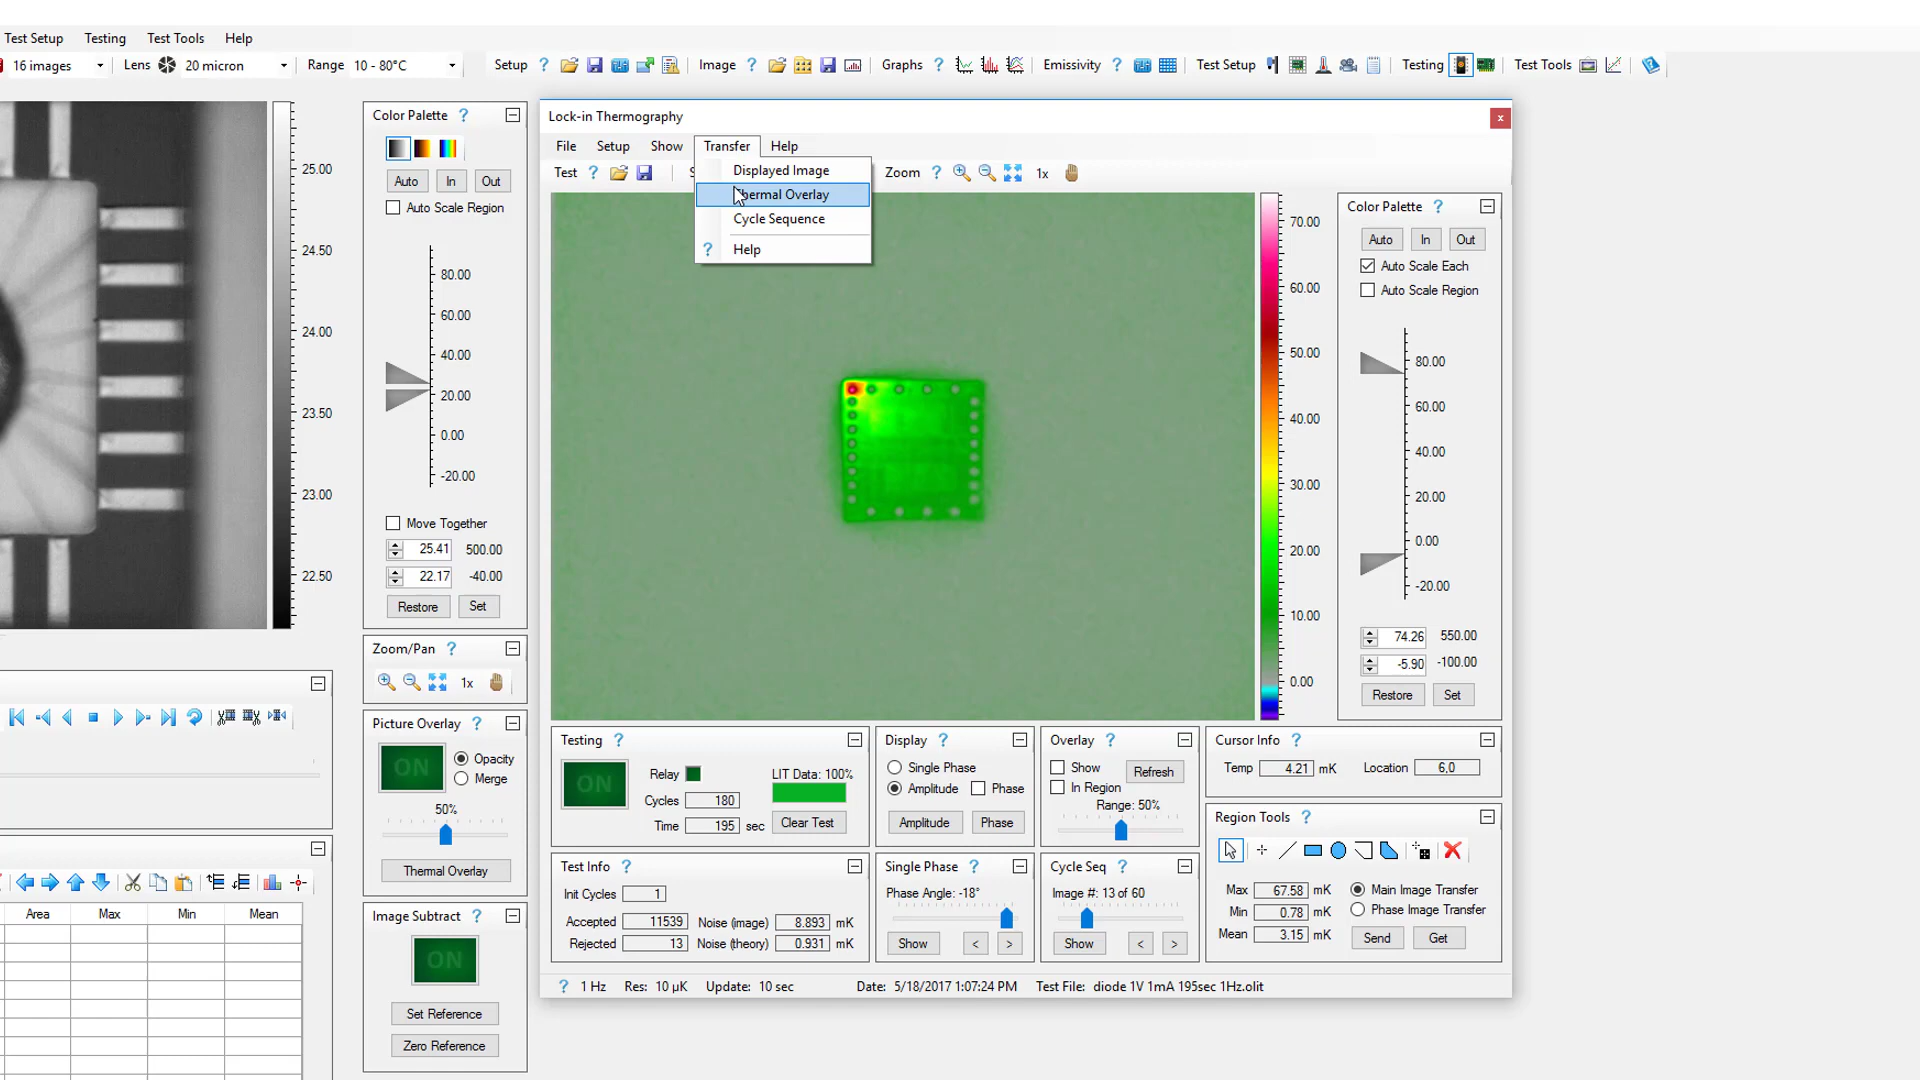 Test Setup Testing Test Tools Help
16 images Lens 20 micron Range 10 - 80°C Setup ? Image ? Graphs ? Emissivity ? Test Setup Testing Test Tools
Color Palette ?
Auto In Out
Auto Scale Region
25.00
24.50
24.00
23.50
23.00
22.50
80.00
60.00
40.00
20.00
0.00
-20.00
Move Together
25.41 500.00
22.17 -40.00
Restore Set
Zoom/Pan ?
1x
Picture Overlay ?
ON
Opacity
Merge
50%
Thermal Overlay
Image Subtract ?
ON
Set Reference
Zero Reference
Area Max Min Mean
Lock-in Thermography
x
File Setup Show Transfer Help
Test ? Zoom ? 1x
Displayed Image
hermal Overlay
Cycle Sequence
? Help
70.00
60.00
50.00
40.00
30.00
20.00
10.00
0.00
Color Palette ?
Auto In Out
Auto Scale Each
Auto Scale Region
80.00
60.00
40.00
20.00
0.00
-20.00
74.26 550.00
-5.90 -100.00
Restore Set
Testing ?
ON
Relay LIT Data: 100%
Cycles 180
Time 195 sec Clear Test
Display ?
Single Phase
Amplitude Phase
Amplitude Phase
Overlay ?
Show Refresh
In Region
Range: 50%
Cursor Info ?
Temp 4.21 mK Location 6,0
Test Info ?
Init Cycles 1
Accepted 11539 Noise (image) 8.893 mK
Rejected 13 Noise (theory) 0.931 mK
Single Phase ?
Phase Angle: -18°
Show < >
Cycle Seq ?
Image #: 13 of 60
Show < >
Region Tools ?
Max 67.58 mK Main Image Transfer
Min 0.78 mK Phase Image Transfer
Mean 3.15 mK Send Get
? 1 Hz Res: 10 µK Update: 10 sec Date: 5/18/2017 1:07:24 PM Test File: diode 1V 1mA 195sec 1Hz.olit